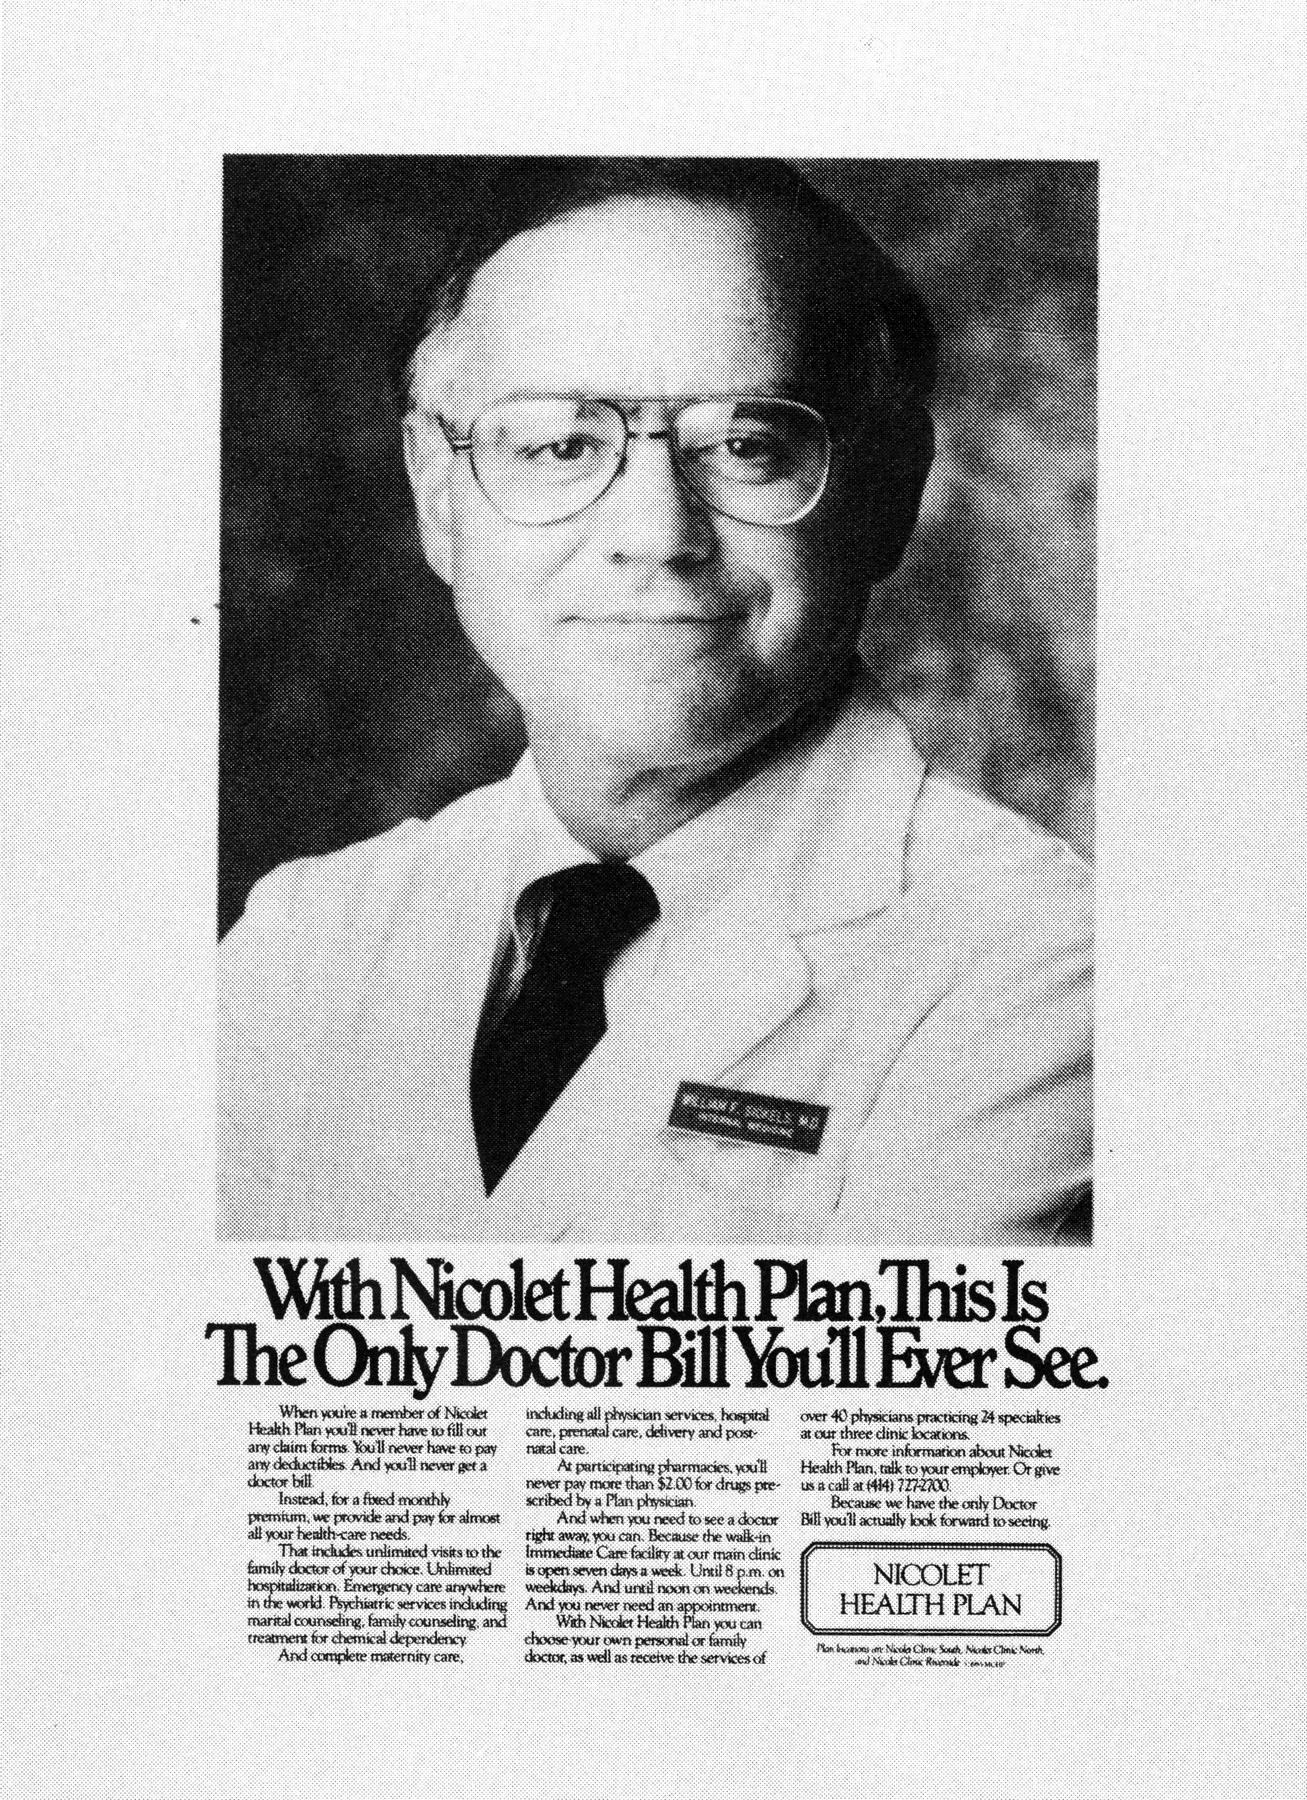 WILLIAM F. M.D.
INTERNAL MEDICINE
With Nicolet Health Plan, This Is
The Only Doctor Bill You'll Ever See.
When you're a member of Nicolet
Health Plan you'll never have to fill out
any claim forms. You'll never have to pay
any deductibles. And you'll never get a
doctor bill.
Instead, for a fixed monthly
premium, we provide and pay for almost
all your health-care needs.
That includes unlimited visits to the
family doctor of your choice. Unlimited
hospitalization. Emergency care anywhere
in the world. Psychiatric services including
marital counseling, family counseling, and
treatment for chemical dependency.
And complete maternity care,
including all physician services, hospital
care, prenatal care, delivery and post-
natal care.
At participating pharmacies, you'll
never pay more than $2.00 for drugs pre-
scribed by a Plan physician.
And when you need to see a doctor
right away, you can. Because the walk-in
Immediate Care facility at our main clinic
is open seven days a week. Until 8 p.m. on
weekdays. And until noon on weekends.
And you never need an appointment.
With Nicolet Health Plan you can
choose your own personal or family
doctor, as well as receive the services of
over 40 physicians practicing 24 specialties
at our three clinic locations.
For more information about Nicolet
Health Plan, talk to your employer. Or give
us a call at (414) 727-2700.
Because we have the only Doctor
Bill you'll actually look forward to seeing.
NICOLET
HEALTH PLAN
Plan locations are Nicolet Clinic South, Nicolet Clinic North,
and Nicolet Clinic Riverside